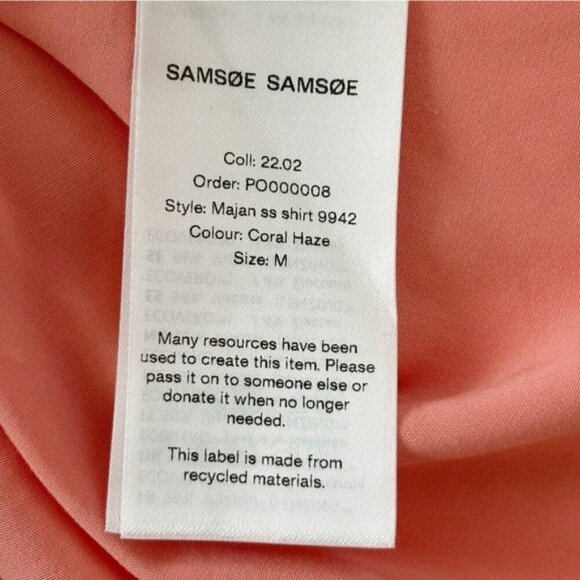 SAMSØE SAMSØE
Coll: 22.02
Order: PO000008
Style: Majan ss shirt 9942
Colour: Coral Haze
Size: M
Many resources have been
used to create this item. Please
pass it on to someone else or
donate it when no longer
needed.
This label is made from
recycled materials.